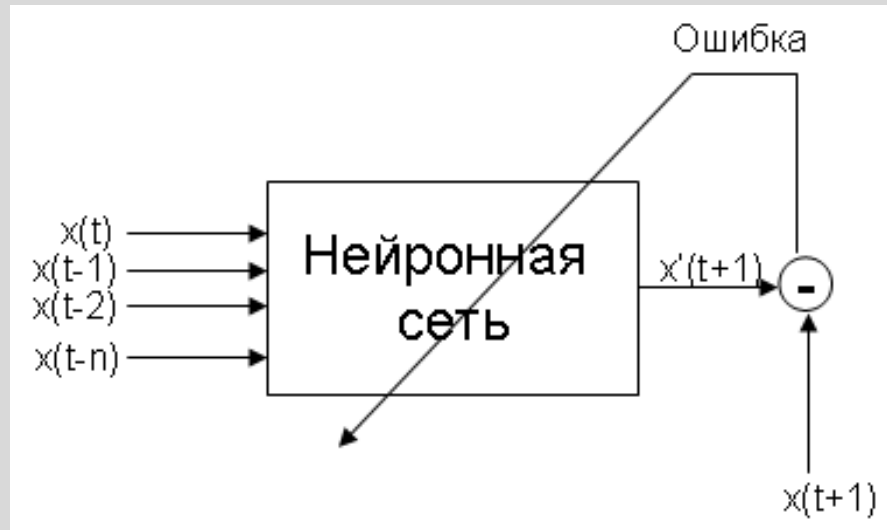 Ошибка
x(t)
x(t-1)
x(t-2)
x(t-n)
Нейронная
сеть
x'(t+1)
-
x(t+1)